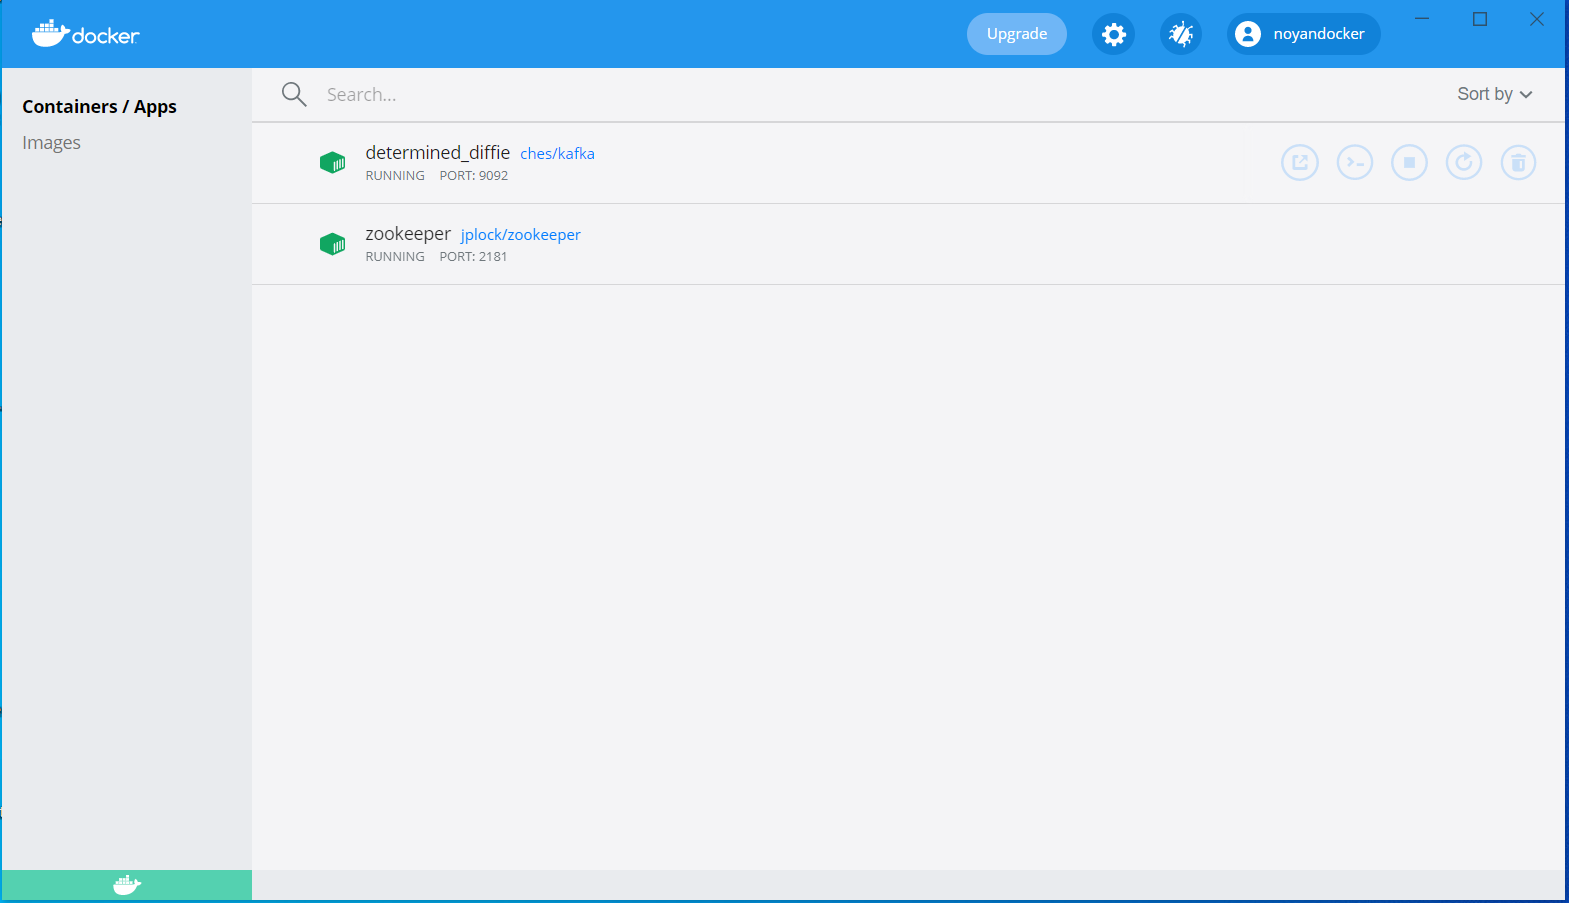 docker
Upgrade
noyandocker
Containers / Apps
Images
Search...
Sort by
determined_diffie ches/kafka
RUNNING PORT: 9092
zookeeper jplock/zookeeper
RUNNING PORT: 2181